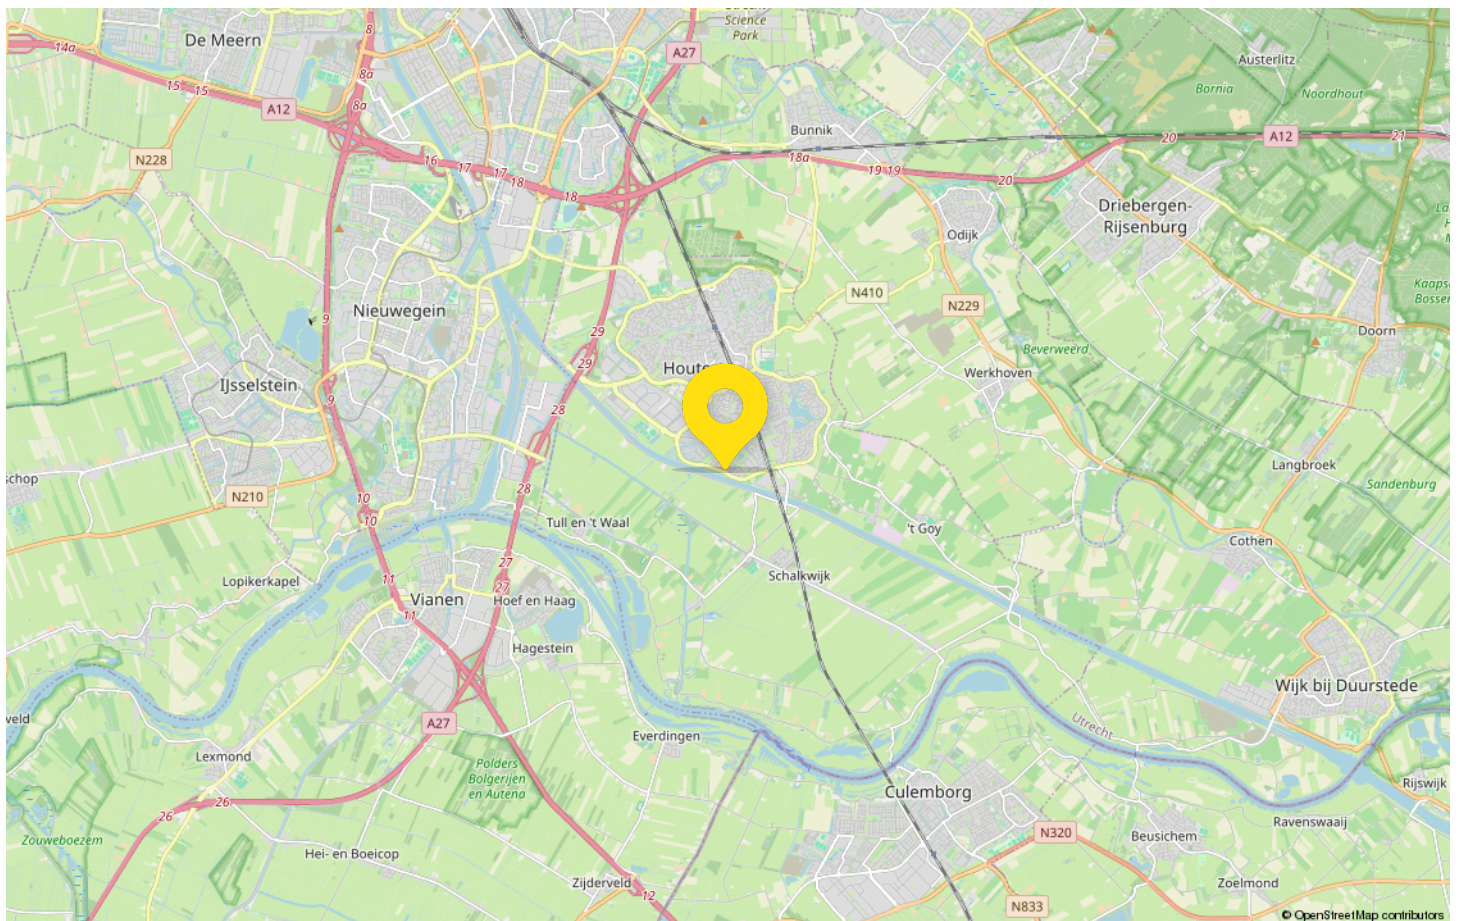 De Meern
8
Science
Park
14a
A27
8a
15
15
8a
A12
Austerlitz
Bornia
Noordhout
Bunnik
N228
16
17
17
18
18
18a
19
19
20
20
A12
21
Driebergen-
Rijsenburg
Odijk
N410
N229
Nieuwegein
9
29
29
Doorn
Beverweerd
Werkhoven
IJsselstein
9
28
28
10
10
N210
Langbroek
Sandenburg
Tull en 't Waal
't Goy
Cothen
Schalkwijk
27
27
Lopikerkapel
11
11
Vianen
Hoef en Haag
Hagestein
Wijk bij Duurstede
Utrecht
A27
Everdingen
Lexmond
Polders
Bolgerijen
en Autena
Culemborg
Rijswijk
26
26
Zouweboezem
Hei- en Boeicop
N320
Beusichem
Ravenswaaij
Zijderveld
12
N833
Zoelmond
© OpenStreetMap contributors